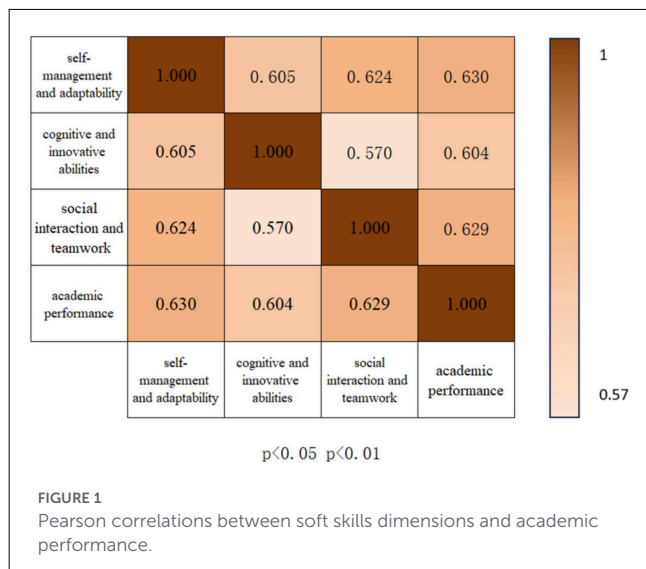 self-
management
and adaptability
1.000
0.605
0.624
0.630
1
cognitive and
innovative
abilities
0.605
1.000
0.570
0.604
social
interaction and
teamwork
0.624
0.570
1.000
0.629
academic
performance
0.630
0.604
0.629
1.000
0.57
self-
management
and adaptability
cognitive and
innovative
abilities
social
interaction and
teamwork
academic
performance
p<0.05 p<0.01
FIGURE 1
Pearson correlations between soft skills dimensions and academic
performance.